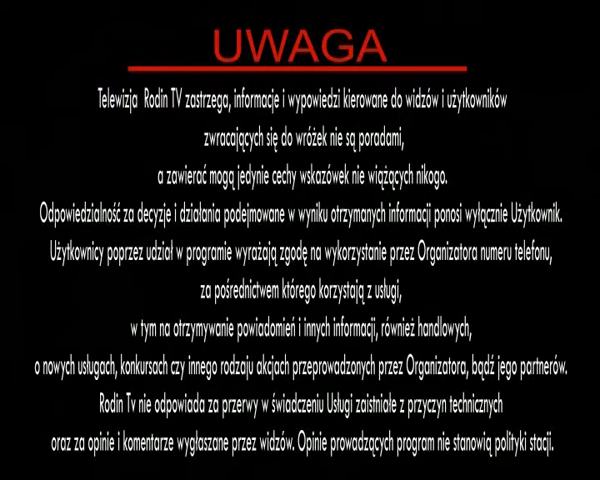 UWAGA
Telewizja Rodin TV zastrzega, informacje i wypowiedzi kierowane do widzów i użytkowników
zwracających się do wróżek nie są poradami,
a zawierać mogą jedynie cechy wskazówek nie wiążących nikogo.
Odpowiedzialność za decyzje i działania podejmowane w wyniku otrzymanych informacji ponosi wyłącznie Użytkownik.
Użytkownicy poprzez udział w programie wyrażają zgodę na wykorzystanie przez Organizatora numeru telefonu,
za pośrednictwem którego korzystają z usługi,
w tym na otrzymywanie powiadomień i innych informacji, również handlowych,
o nowych usługach, konkursach czy innego rodzaju akcjach przeprowadzonych przez Organizatora, bądź jego partnerów.
Rodin Tv nie odpowiada za przerwy w świadczeniu Usługi zaistniałe z przyczyn technicznych
oraz za opinie i komentarze wygłaszane przez widzów. Opinie prowadzących program nie stanowią polityki stacji.